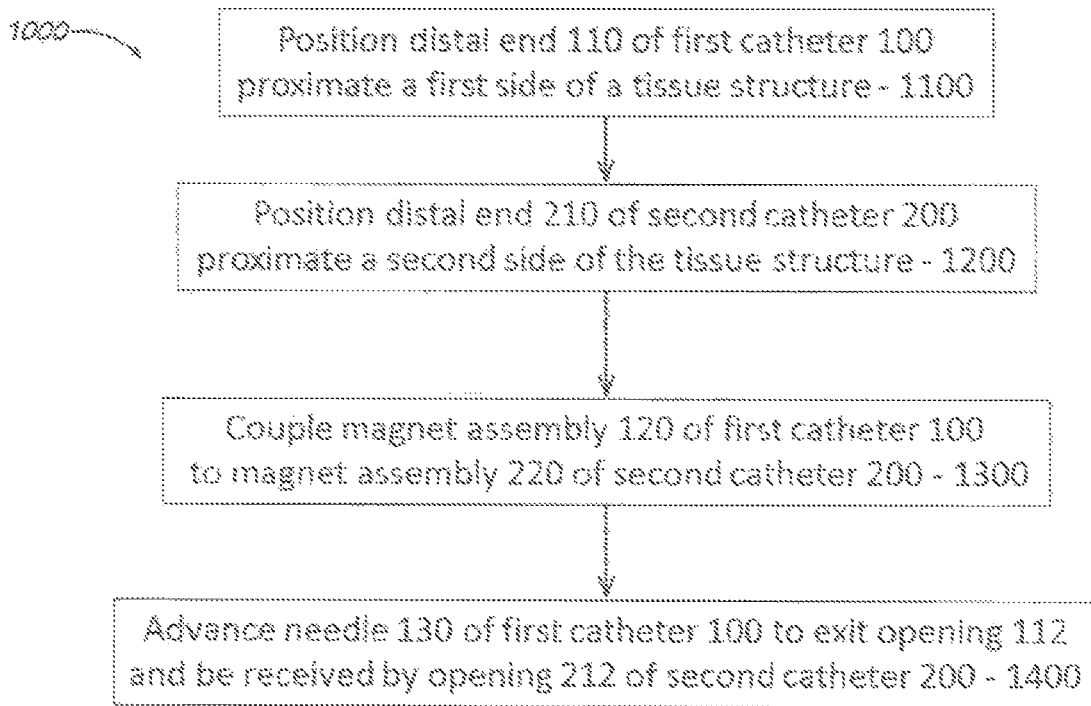 1000
Position distal end 110 of first catheter 100
proximate a first side of a tissue structure - 1100
Position distal end 210 of second catheter 200
proximate a second side of the tissue structure - 1200
Couple magnet assembly 120 of first catheter 100
to magnet assembly 220 of second catheter 200 - 1300
Advance needle 130 of first catheter 100 to exit opening 112
and be received by opening 212 of second catheter 200 - 1400